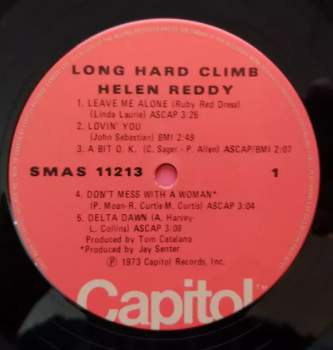 LONG HARD CLIMB
HELEN REDDY
1. LEAVE ME ALONE (Ruby Red Dress)
(Linda Laurie) ASCAP 3:26
2. LOVIN' YOU
(John Sebastian) BMI 2:49
3. A BIT O. K. (C. Sager - P. Allen) ASCAP/BMI 2:07
SMAS 11213 1
4. DON'T MESS WITH A WOMAN*
(P. Moan-R. Curtis-M. Curtis) ASCAP 3:04
5. DELTA DAWN (A. Harvey-
L. Collins) ASCAP 3:08
Produced by Tom Catalano
*Produced by Jay Senter
Ⓟ 1973 Capitol Records, Inc.
Capitol